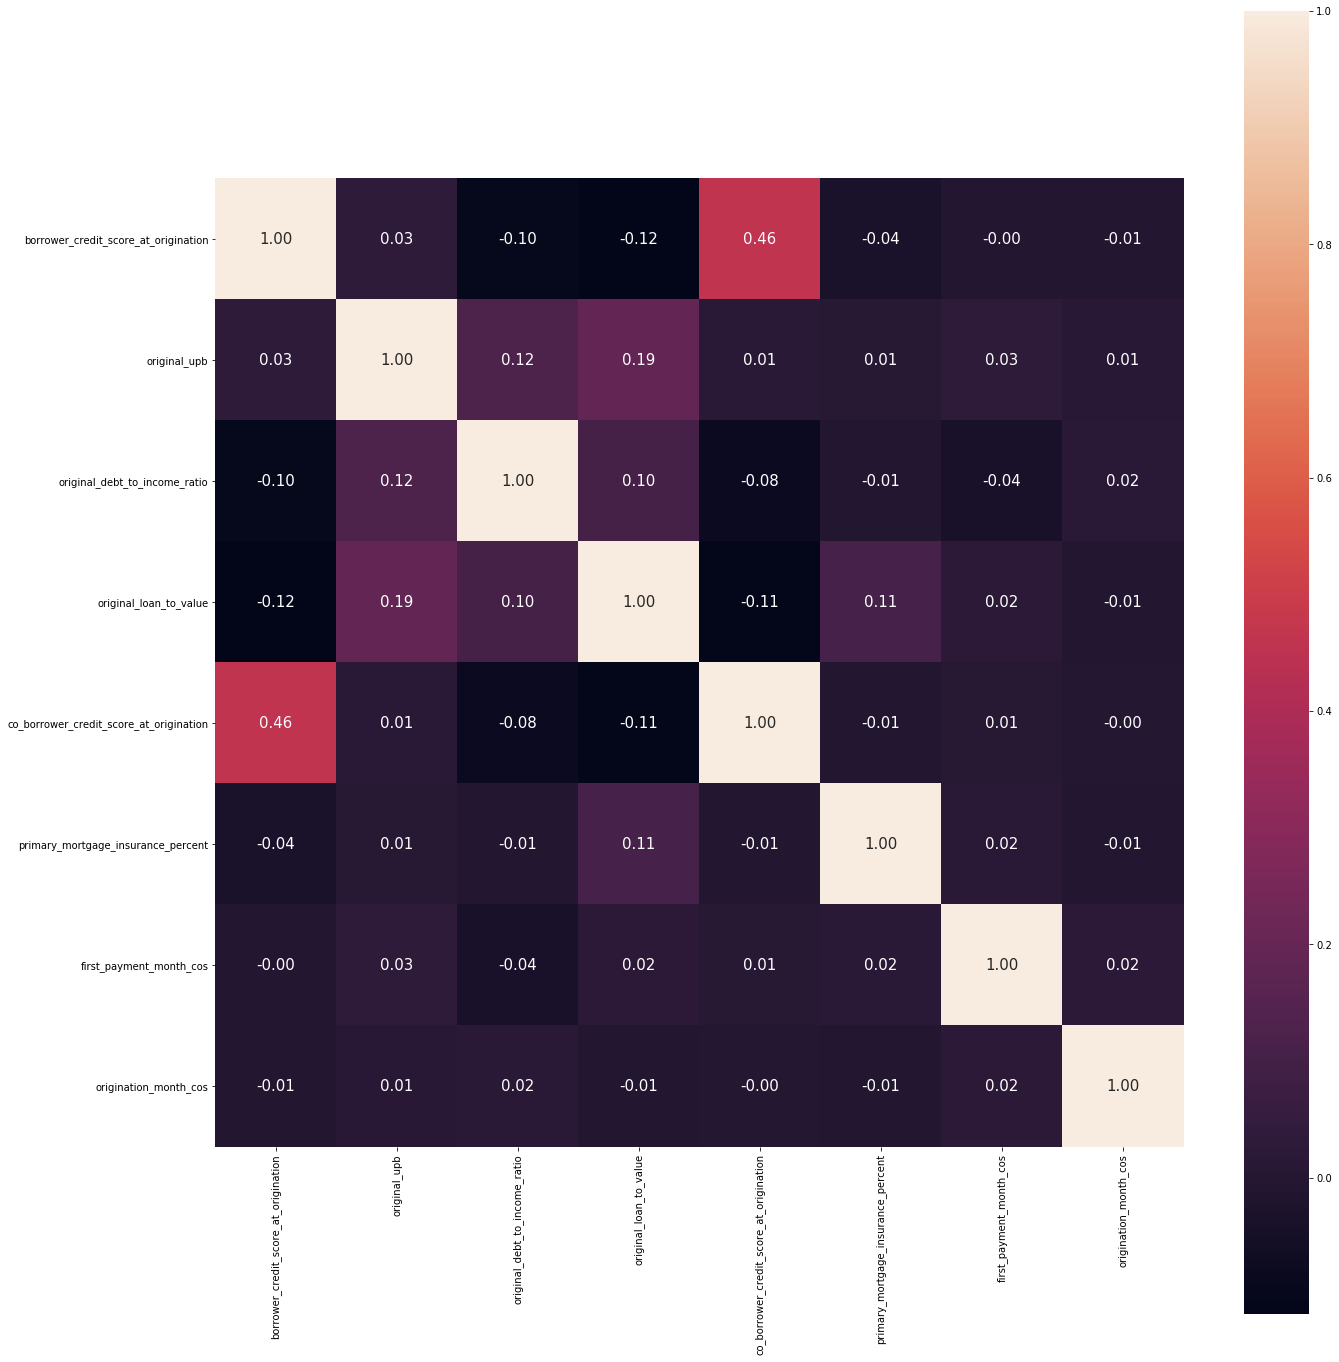 borrower_credit_score_at_origination 1.00 0.03 -0.10 -0.12 0.46 -0.04 -0.00 -0.01
original_upb 0.03 1.00 0.12 0.19 0.01 0.01 0.03 0.01
original_debt_to_income_ratio -0.10 0.12 1.00 0.10 -0.08 -0.01 -0.04 0.02
original_loan_to_value -0.12 0.19 0.10 1.00 -0.11 0.11 0.02 -0.01
co_borrower_credit_score_at_origination 0.46 0.01 -0.08 -0.11 1.00 -0.01 0.01 -0.00
primary_mortgage_insurance_percent -0.04 0.01 -0.01 0.11 -0.01 1.00 0.02 -0.01
first_payment_month_cos -0.00 0.03 -0.04 0.02 0.01 0.02 1.00 0.02
origination_month_cos -0.01 0.01 0.02 -0.01 -0.00 -0.01 0.02 1.00
borrower_credit_score_at_origination
original_upb
original_debt_to_income_ratio
original_loan_to_value
co_borrower_credit_score_at_origination
primary_mortgage_insurance_percent
first_payment_month_cos
origination_month_cos
1.0
0.8
0.6
0.4
0.2
0.0